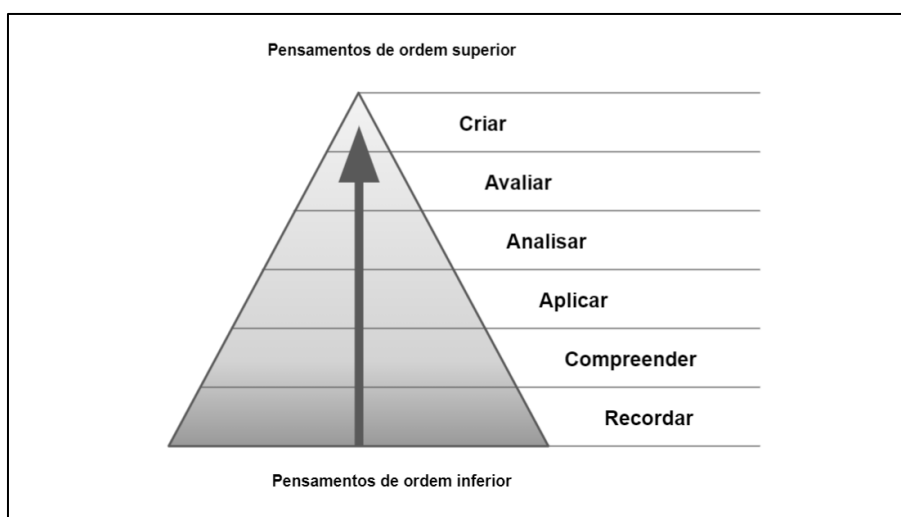 Pensamentos de ordem superior
Criar
Avaliar
Analisar
Aplicar
Compreender
Recordar
Pensamentos de ordem inferior